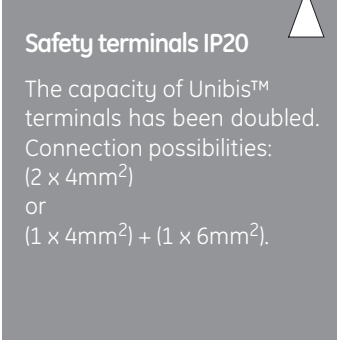 Safety terminals IP20
The capacity of Unibis™
terminals has been doubled.
Connection possibilities:
(2 x 4mm²)
or
(1 x 4mm²) + (1 x 6mm²).